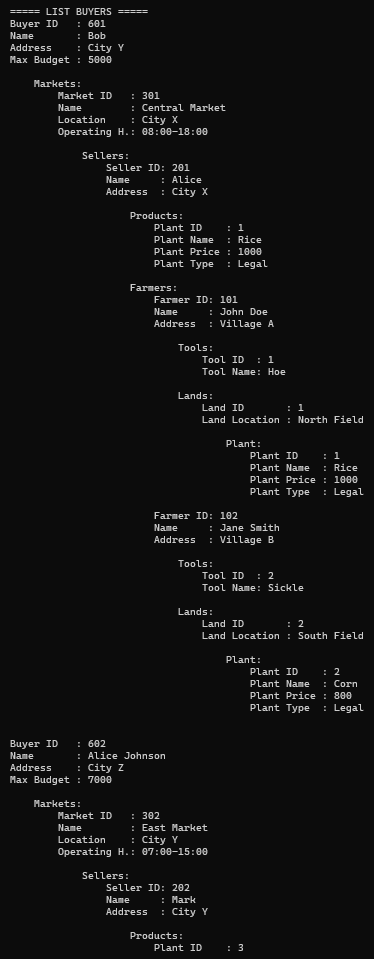 ===== LIST BUYERS =====
Buyer ID   : 601
Name       : Bob
Address    : City Y
Max Budget : 5000
Markets:
Market ID   : 301
Name        : Central Market
Location    : City X
Operating H.: 08:00-18:00
Sellers:
Seller ID: 201
Name     : Alice
Address  : City X
Products:
Plant ID    : 1
Plant Name  : Rice
Plant Price : 1000
Plant Type  : Legal
Farmers:
Farmer ID: 101
Name     : John Doe
Address  : Village A
Tools:
Tool ID  : 1
Tool Name: Hoe
Lands:
Land ID       : 1
Land Location : North Field
Plant:
Plant ID    : 1
Plant Name  : Rice
Plant Price : 1000
Plant Type  : Legal
Farmer ID: 102
Name     : Jane Smith
Address  : Village B
Tools:
Tool ID  : 2
Tool Name: Sickle
Lands:
Land ID       : 2
Land Location : South Field
Plant:
Plant ID    : 2
Plant Name  : Corn
Plant Price : 800
Plant Type  : Legal
Buyer ID   : 602
Name       : Alice Johnson
Address    : City Z
Max Budget : 7000
Markets:
Market ID   : 302
Name        : East Market
Location    : City Y
Operating H.: 07:00-15:00
Sellers:
Seller ID: 202
Name     : Mark
Address  : City Y
Products:
Plant ID    : 3